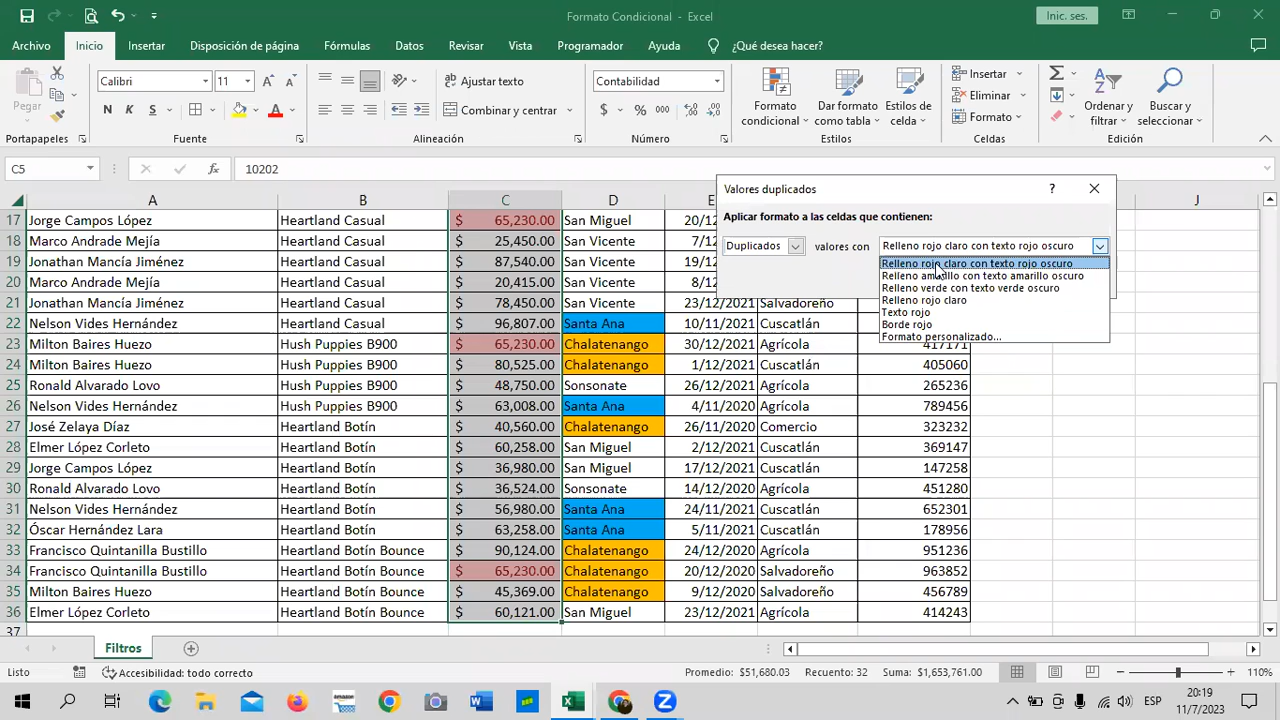 Formato Condicional - Excel
Inic. ses.
Archivo Inicio Insertar Disposición de página Fórmulas Datos Revisar Vista Programador Ayuda ¿Qué desea hacer?
Pegar
Calibri 11
N K S
Ajustar texto
Combinar y centrar
Contabilidad
$ % 000
Formato condicional
Dar formato como tabla
Estilos de celda
Insertar
Eliminar
Formato
Ordenar y filtrar
Buscar y seleccionar
Portapapeles Fuente Alineación Número Estilos Celdas Edición
C5 fx 10202
Valores duplicados ?
Aplicar formato a las celdas que contienen:
Duplicados valores con Relleno rojo claro con texto rojo oscuro
Relleno rojo claro con texto rojo oscuro
Relleno amarillo con texto amarillo oscuro
Relleno verde con texto verde oscuro
Relleno rojo claro
Texto rojo
Borde rojo
Formato personalizado...
A B C D E J
17 Jorge Campos López Heartland Casual $ 65,230.00 San Miguel 20/12
18 Marco Andrade Mejía Heartland Casual $ 25,450.00 San Vicente 7/12
19 Jonathan Mancía Jiménez Heartland Casual $ 87,540.00 San Vicente 9/12
20 Milton Baires Huezo Heartland Casual $ 20,415.00 San Vicente 8/12
21 Jonathan Mancía Jiménez Heartland Casual $ 78,450.00 San Vicente 23/12/2021 Salvadoreño
22 Nelson Vides Hernández Heartland Casual $ 96,807.00 Santa Ana 10/11/2021 Cuscatlán
23 Milton Baires Huezo Hush Puppies B900 $ 65,230.00 Chalatenango 30/12/2021 Agrícola 417171
24 Milton Baires Huezo Hush Puppies B900 $ 80,525.00 Chalatenango 1/12/2021 Cuscatlán 405060
25 Ronald Alvarado Lovo Hush Puppies B900 $ 48,750.00 Sonsonate 26/12/2021 Agrícola 265236
26 Nelson Vides Hernández Hush Puppies B900 $ 63,008.00 Santa Ana 4/11/2020 Agrícola 789456
27 José Zelaya Díaz Heartland Botín $ 40,560.00 Chalatenango 26/11/2020 Comercio 323232
28 Elmer López Corleto Heartland Botín $ 60,258.00 San Miguel 2/12/2021 Cuscatlán 369147
29 Jorge Campos López Heartland Botín $ 36,980.00 San Miguel 17/12/2021 Cuscatlán 147258
30 Ronald Alvarado Lovo Heartland Botín $ 36,524.00 Sonsonate 14/12/2020 Agrícola 451280
31 Nelson Vides Hernández Heartland Botín $ 56,980.00 Santa Ana 24/11/2021 Cuscatlán 652301
32 Óscar Hernández Lara Heartland Botín $ 63,258.00 Santa Ana 5/11/2021 Cuscatlán 178956
33 Francisco Quintanilla Bustillo Heartland Botín Bounce $ 90,124.00 Chalatenango 24/12/2020 Agrícola 951236
34 Francisco Quintanilla Bustillo Heartland Botín Bounce $ 65,230.00 Chalatenango 20/12/2020 Salvadoreño 963852
35 Milton Baires Huezo Heartland Botín Bounce $ 45,369.00 Chalatenango 9/12/2020 Salvadoreño 456789
36 Elmer López Corleto Heartland Botín Bounce $ 60,121.00 San Miguel 23/12/2021 Agrícola 414243
37
Filtros
Listo Accesibilidad: todo correcto Promedio: $51,680.03 Recuento: 32 Suma: $1,653,761.00 110%
ESP 20:19
11/7/2023